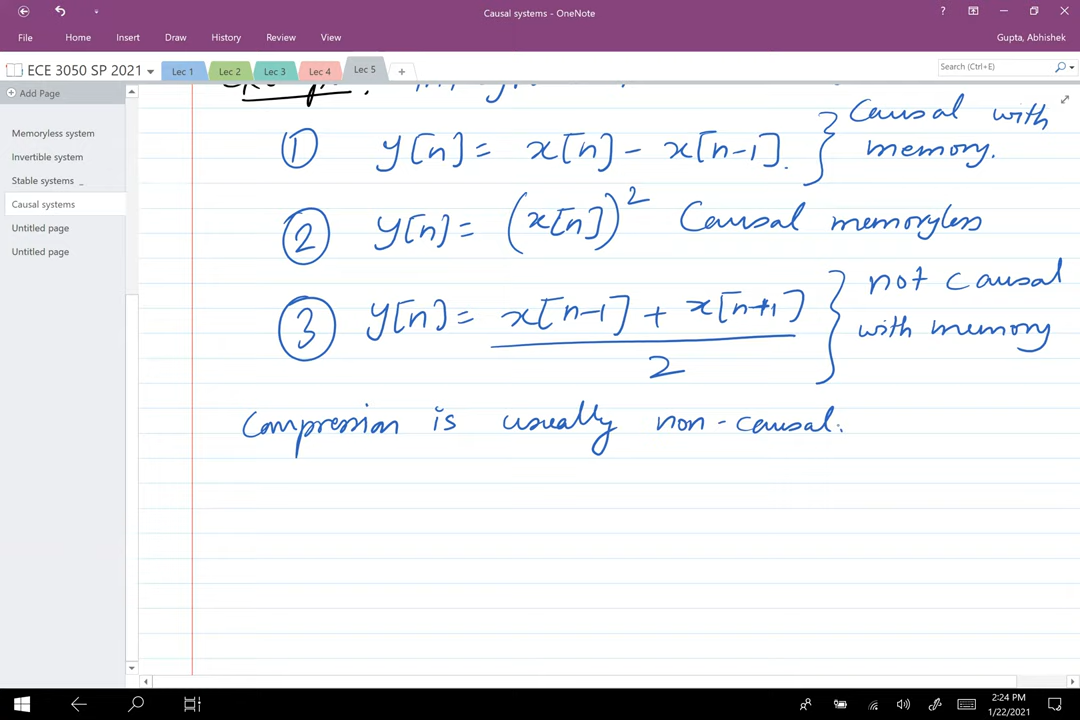 Causal systems - OneNote
?
File Home Insert Draw History Review View
Gupta, Abhishek
ECE 3050 SP 2021
Lec 1
Lec 2
Lec 3
Lec 4
Lec 5
+
Search (Ctrl+E)
Add Page
Memoryless system
Invertible system
Stable systems _
Causal systems
Untitled page
Untitled page
① y[n] = x[n] - x[n-1]. } Causal with
memory.
② y[n] = (x[n])² Causal memoryless
③ y[n] = x[n-1] + x[n+1] } not causal
2 with memory
Compression is usually non-causal.
2:24 PM
1/22/2021